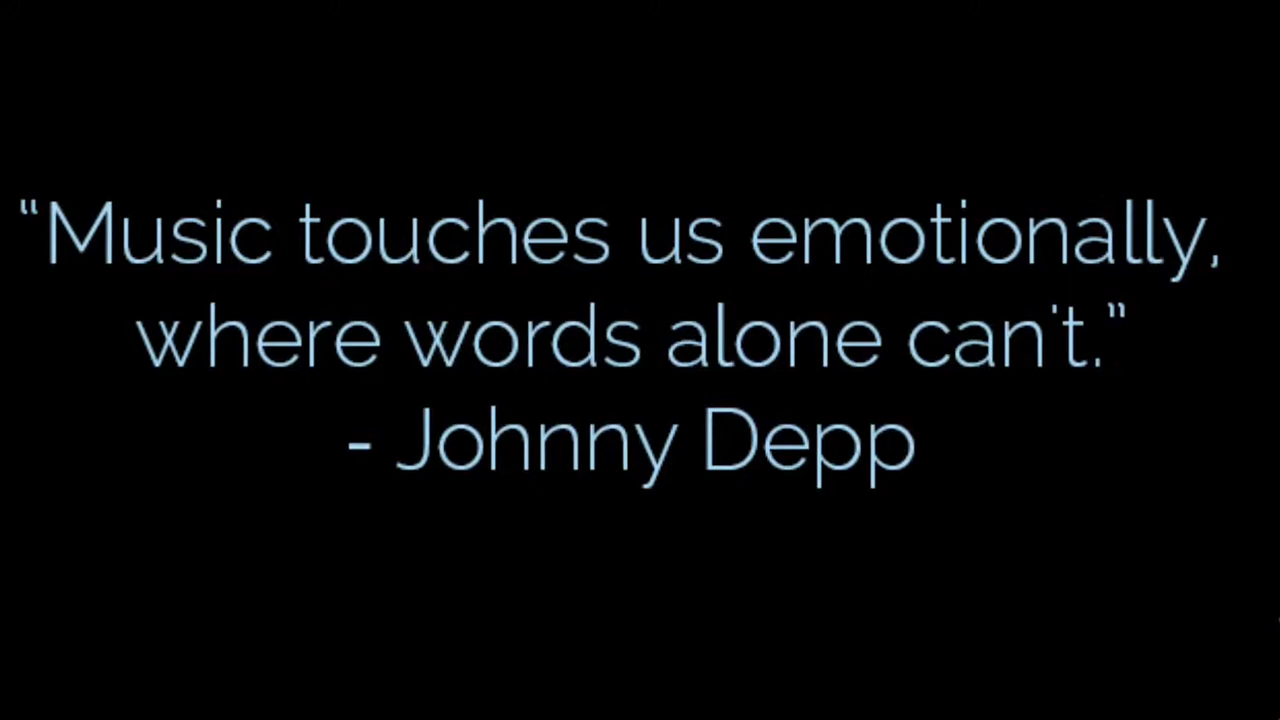 “Music touches us emotionally,
where words alone can't.”
- Johnny Depp